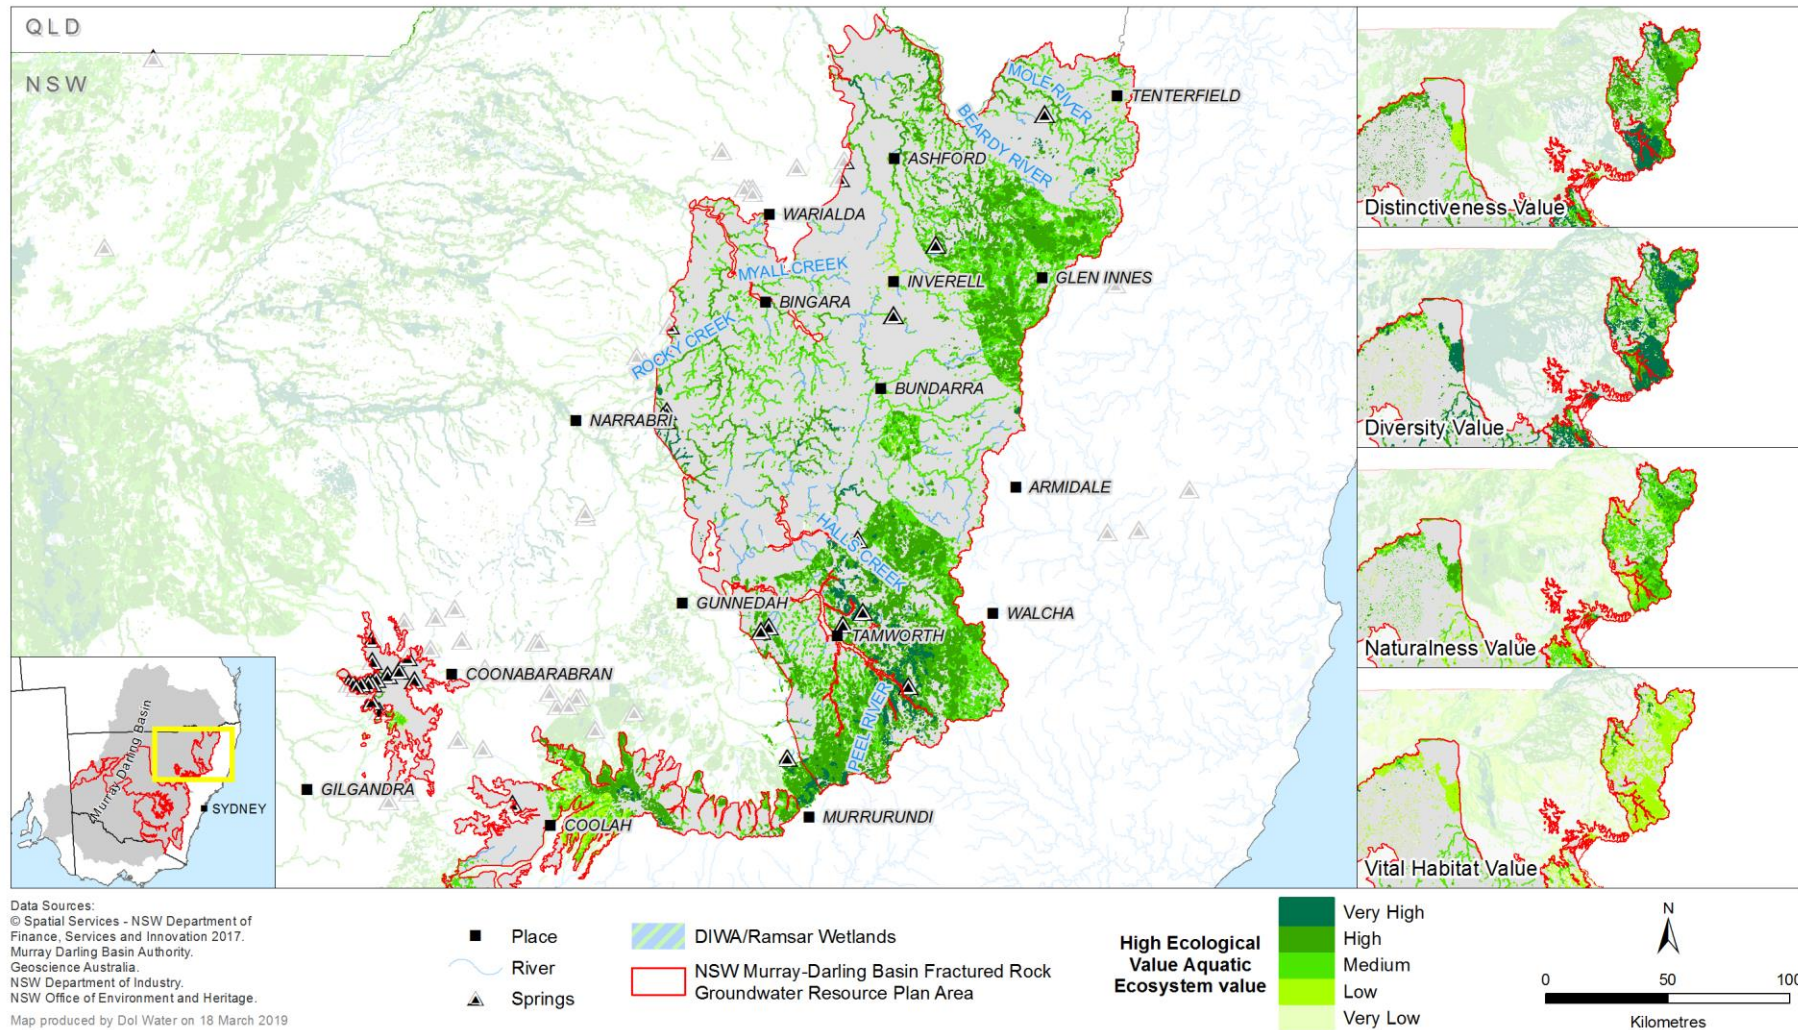 QLD
NSW
MOLE RIVER
TENTERFIELD
BEARDY RIVER
ASHFORD
WARIALDA
MYALL CREEK
INVERELL
GLEN INNES
BINGARA
ROCKY CREEK
BUNDARRA
NARRABRI
ARMIDALE
HALLS CREEK
GUNNEDAH
WALCHA
TAMWORTH
COONABARABRAN
PEEL RIVER
GILGANDRA
COOLAH
MURRURUNDI
Murray-Darling Basin
SYDNEY
Distinctiveness Value
Diversity Value
Naturalness Value
Vital Habitat Value
Data Sources:
© Spatial Services - NSW Department of
Finance, Services and Innovation 2017.
Murray Darling Basin Authority.
Geoscience Australia.
NSW Department of Industry.
NSW Office of Environment and Heritage.
Map produced by DoI Water on 18 March 2019
Place
River
Springs
DIWA/Ramsar Wetlands
NSW Murray-Darling Basin Fractured Rock
Groundwater Resource Plan Area
High Ecological
Value Aquatic
Ecosystem value
Very High
High
Medium
Low
Very Low
N
0 50 100
Kilometres